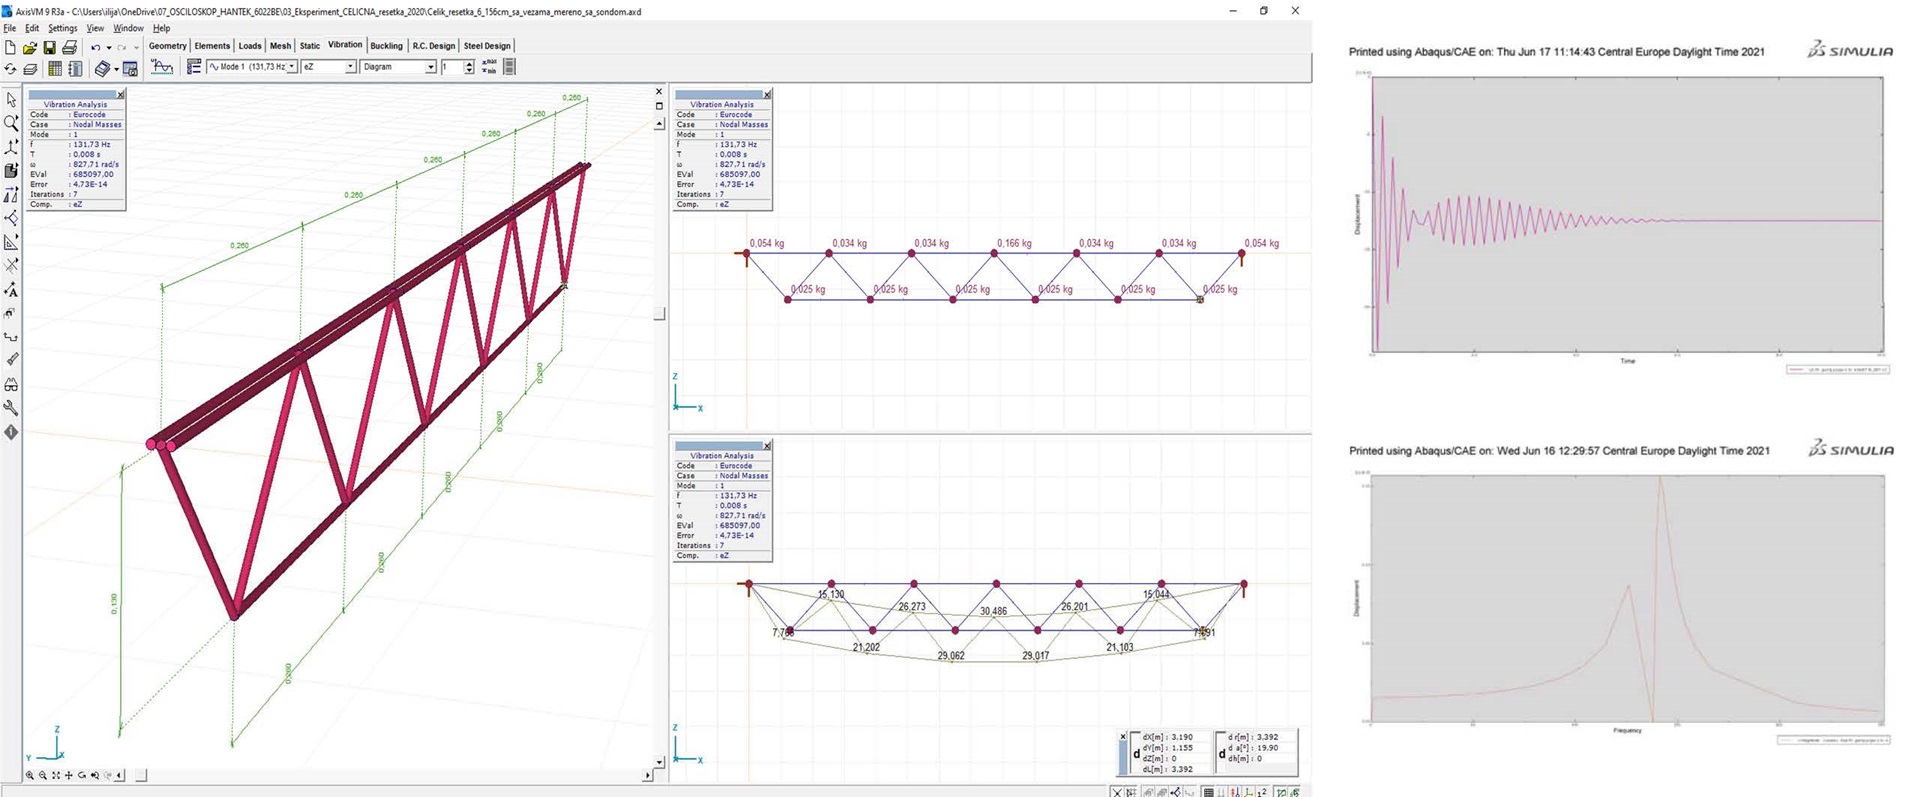 AxisVM 9 R3a - C:\Users\ilija\OneDrive\07_OSCILOSKOP_HANTEK_6022BE\03_Eksperiment_CELICNA_resetka_2020\Celik_resetka_6_156cm_sa_vezama_mereno_sa_sondom.axd
File Edit Settings View Window Help
Geometry Elements Loads Mesh Static Vibration Buckling R.C. Design Steel Design
Mode 1 (131,73 Hz) eZ Diagram 1
Vibration Analysis
Code : Eurocode
Case : Nodal Masses
Mode : 1
f : 131,73 Hz
T : 0,008 s
ω : 827,71 rad/s
EVal : 685097,00
Error : 4,73E-14
Iterations : 7
Comp. : eZ
0,260
0,260
0,260
0,260
0,260
0,260
0,130
0,260
0,260
0,260
0,260
0,260
Z
Y X
Vibration Analysis
Code : Eurocode
Case : Nodal Masses
Mode : 1
f : 131,73 Hz
T : 0,008 s
ω : 827,71 rad/s
EVal : 685097,00
Error : 4,73E-14
Iterations : 7
Comp. : eZ
0,054 kg 0,034 kg 0,034 kg 0,166 kg 0,034 kg 0,034 kg 0,054 kg
0,025 kg 0,025 kg 0,025 kg 0,025 kg 0,025 kg 0,025 kg
Z
X
Vibration Analysis
Code : Eurocode
Case : Nodal Masses
Mode : 1
f : 131,73 Hz
T : 0,008 s
ω : 827,71 rad/s
EVal : 685097,00
Error : 4,73E-14
Iterations : 7
Comp. : eZ
15,130 26,273 30,486 26,201 15,044
21,202 29,062 29,017 21,103
Z
X
d
dX[m] : 3,190
dY[m] : 1,155
dZ[m] : 0
dL[m] : 3,392
d
d r[m] : 3,392
d a[°] : 19,90
dh[m] : 0
Printed using Abaqus/CAE on: Thu Jun 17 11:14:43 Central Europe Daylight Time 2021
SIMULIA
Displacement
Time
Printed using Abaqus/CAE on: Wed Jun 16 12:29:57 Central Europe Daylight Time 2021
SIMULIA
Displacement
Frequency